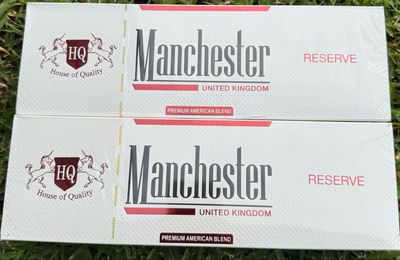 HQ
House of Quality
Manchester
UNITED KINGDOM
RESERVE
PREMIUM AMERICAN BLEND
HQ
House of Quality
Manchester
UNITED KINGDOM
RESERVE
PREMIUM AMERICAN BLEND